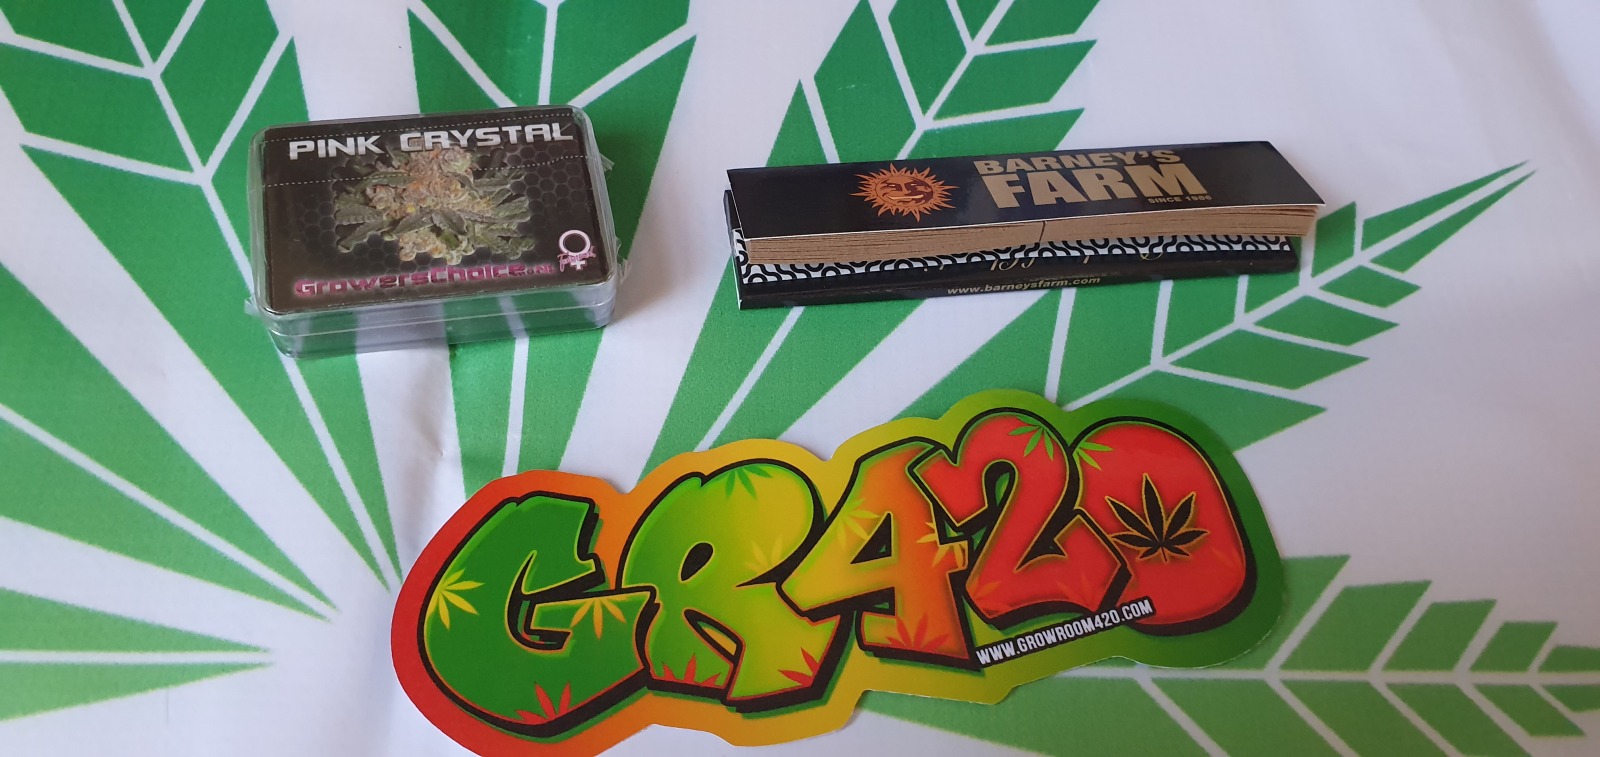 PINK CRYSTAL
GrowersChoice
BARNEY'S
FARM
SINCE 1986
www.barneysfarm.com
GR420
WWW.GROWROOM420.COM